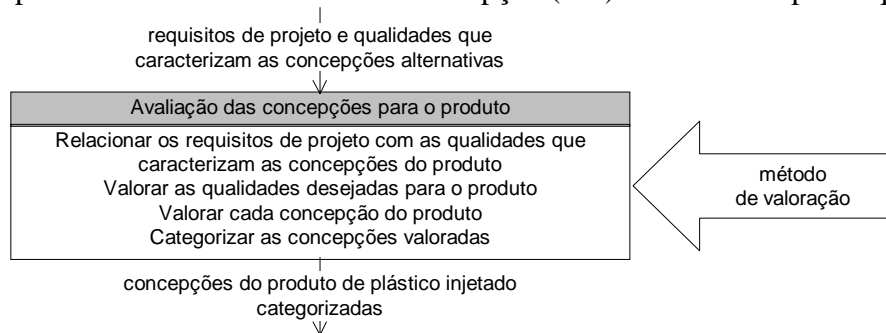 requisitos de projeto e qualidades que
caracterizam as concepções alternativas
Avaliação das concepções para o produto
Relacionar os requisitos de projeto com as qualidades que
caracterizam as concepções do produto
Valorar as qualidades desejadas para o produto
Valorar cada concepção do produto
Categorizar as concepções valoradas
método
de valoração
concepções do produto de plástico injetado
categorizadas